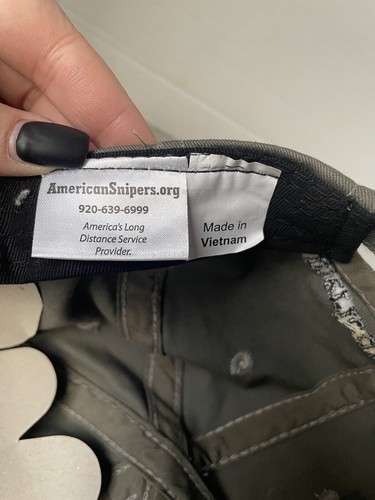 AmericanSnipers.org
920-639-6999
America's Long
Distance Service
Provider.
Made in
Vietnam